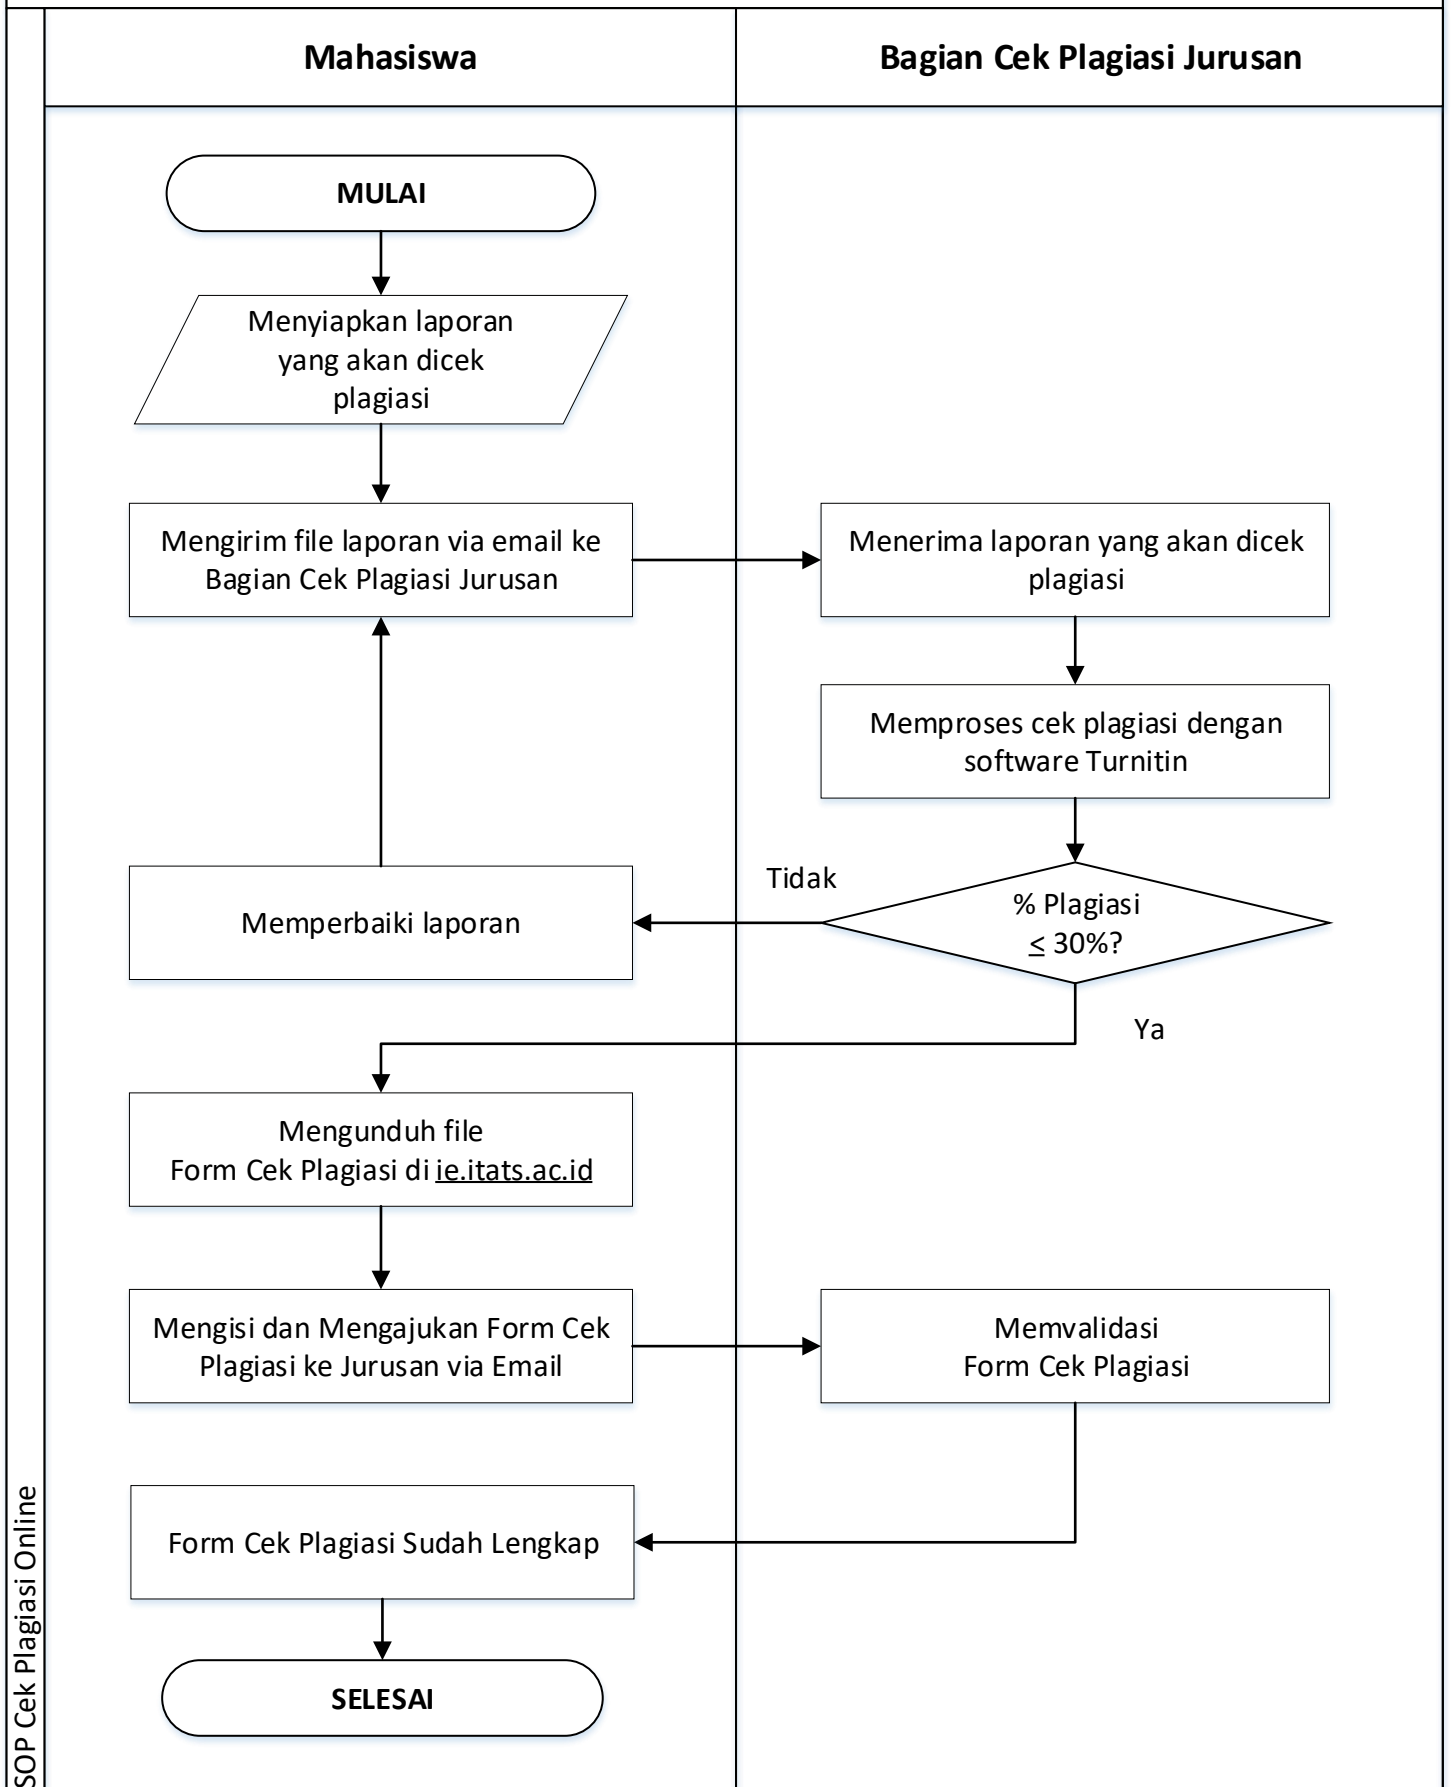 Mahasiswa
Bagian Cek Plagiasi Jurusan
MULAI
Menyiapkan laporan
yang akan dicek
plagiasi
Mengirim file laporan via email ke
Bagian Cek Plagiasi Jurusan
Menerima laporan yang akan dicek
plagiasi
Memproses cek plagiasi dengan
software Turnitin
% Plagiasi
≤ 30%?
Tidak
Memperbaiki laporan
Ya
Mengunduh file
Form Cek Plagiasi di ie.itats.ac.id
Mengisi dan Mengajukan Form Cek
Plagiasi ke Jurusan via Email
Memvalidasi
Form Cek Plagiasi
Form Cek Plagiasi Sudah Lengkap
SELESAI
SOP Cek Plagiasi Online